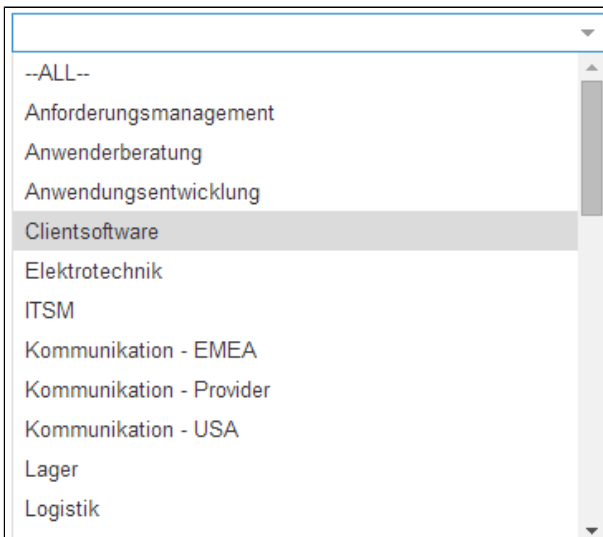 --ALL--
Anforderungsmanagement
Anwenderberatung
Anwendungsentwicklung
Clientsoftware
Elektrotechnik
ITSM
Kommunikation - EMEA
Kommunikation - Provider
Kommunikation - USA
Lager
Logistik